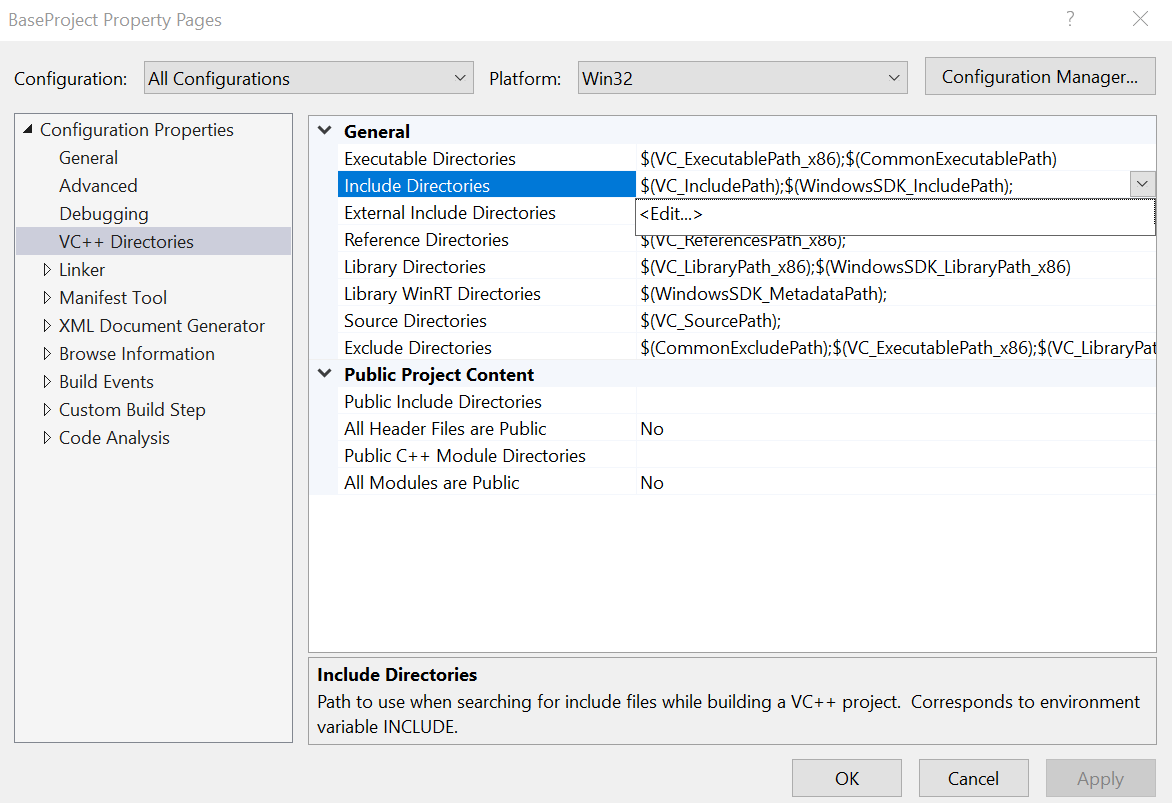 BaseProject Property Pages
Configuration: All Configurations Platform: Win32 Configuration Manager...
Configuration Properties
General
Advanced
Debugging
VC++ Directories
Linker
Manifest Tool
XML Document Generator
Browse Information
Build Events
Custom Build Step
Code Analysis
General
Executable Directories $(VC_ExecutablePath_x86);$(CommonExecutablePath)
Include Directories $(VC_IncludePath);$(WindowsSDK_IncludePath);
External Include Directories <Edit...>
Reference Directories $(VC_ReferencesPath_x86);
Library Directories $(VC_LibraryPath_x86);$(WindowsSDK_LibraryPath_x86)
Library WinRT Directories $(WindowsSDK_MetadataPath);
Source Directories $(VC_SourcePath);
Exclude Directories $(CommonExcludePath);$(VC_ExecutablePath_x86);$(VC_LibraryPat
Public Project Content
Public Include Directories
All Header Files are Public No
Public C++ Module Directories
All Modules are Public No
Include Directories
Path to use when searching for include files while building a VC++ project. Corresponds to environment
variable INCLUDE.
OK Cancel Apply